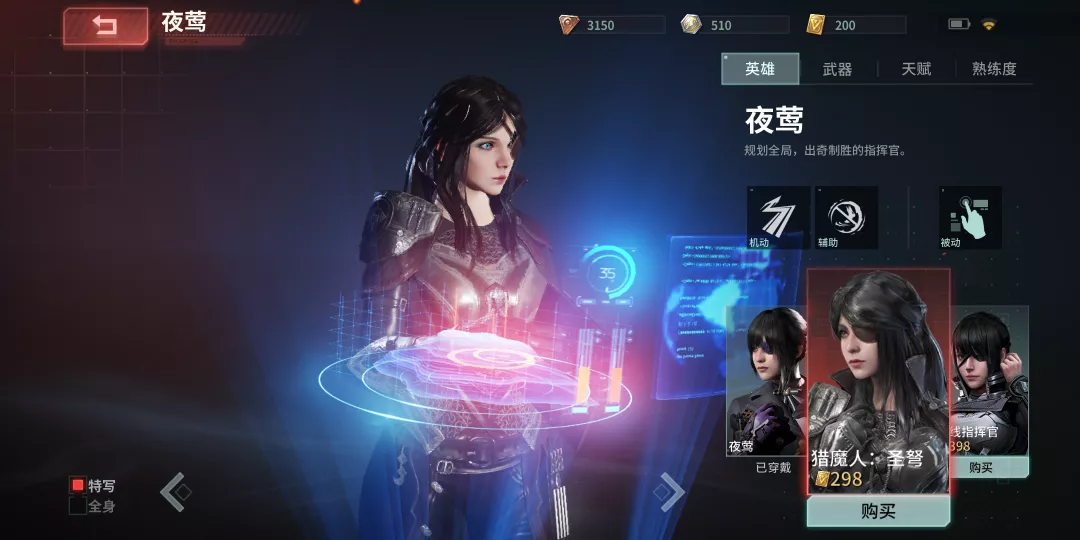 夜莺
3150
510
200
英雄
武器
天赋
熟练度
夜莺
规划全局，出奇制胜的指挥官。
机动
辅助
被动
35
夜莺
已穿戴
猎魔人：圣弩
298
购买
线指挥官
398
购买
特写
全身